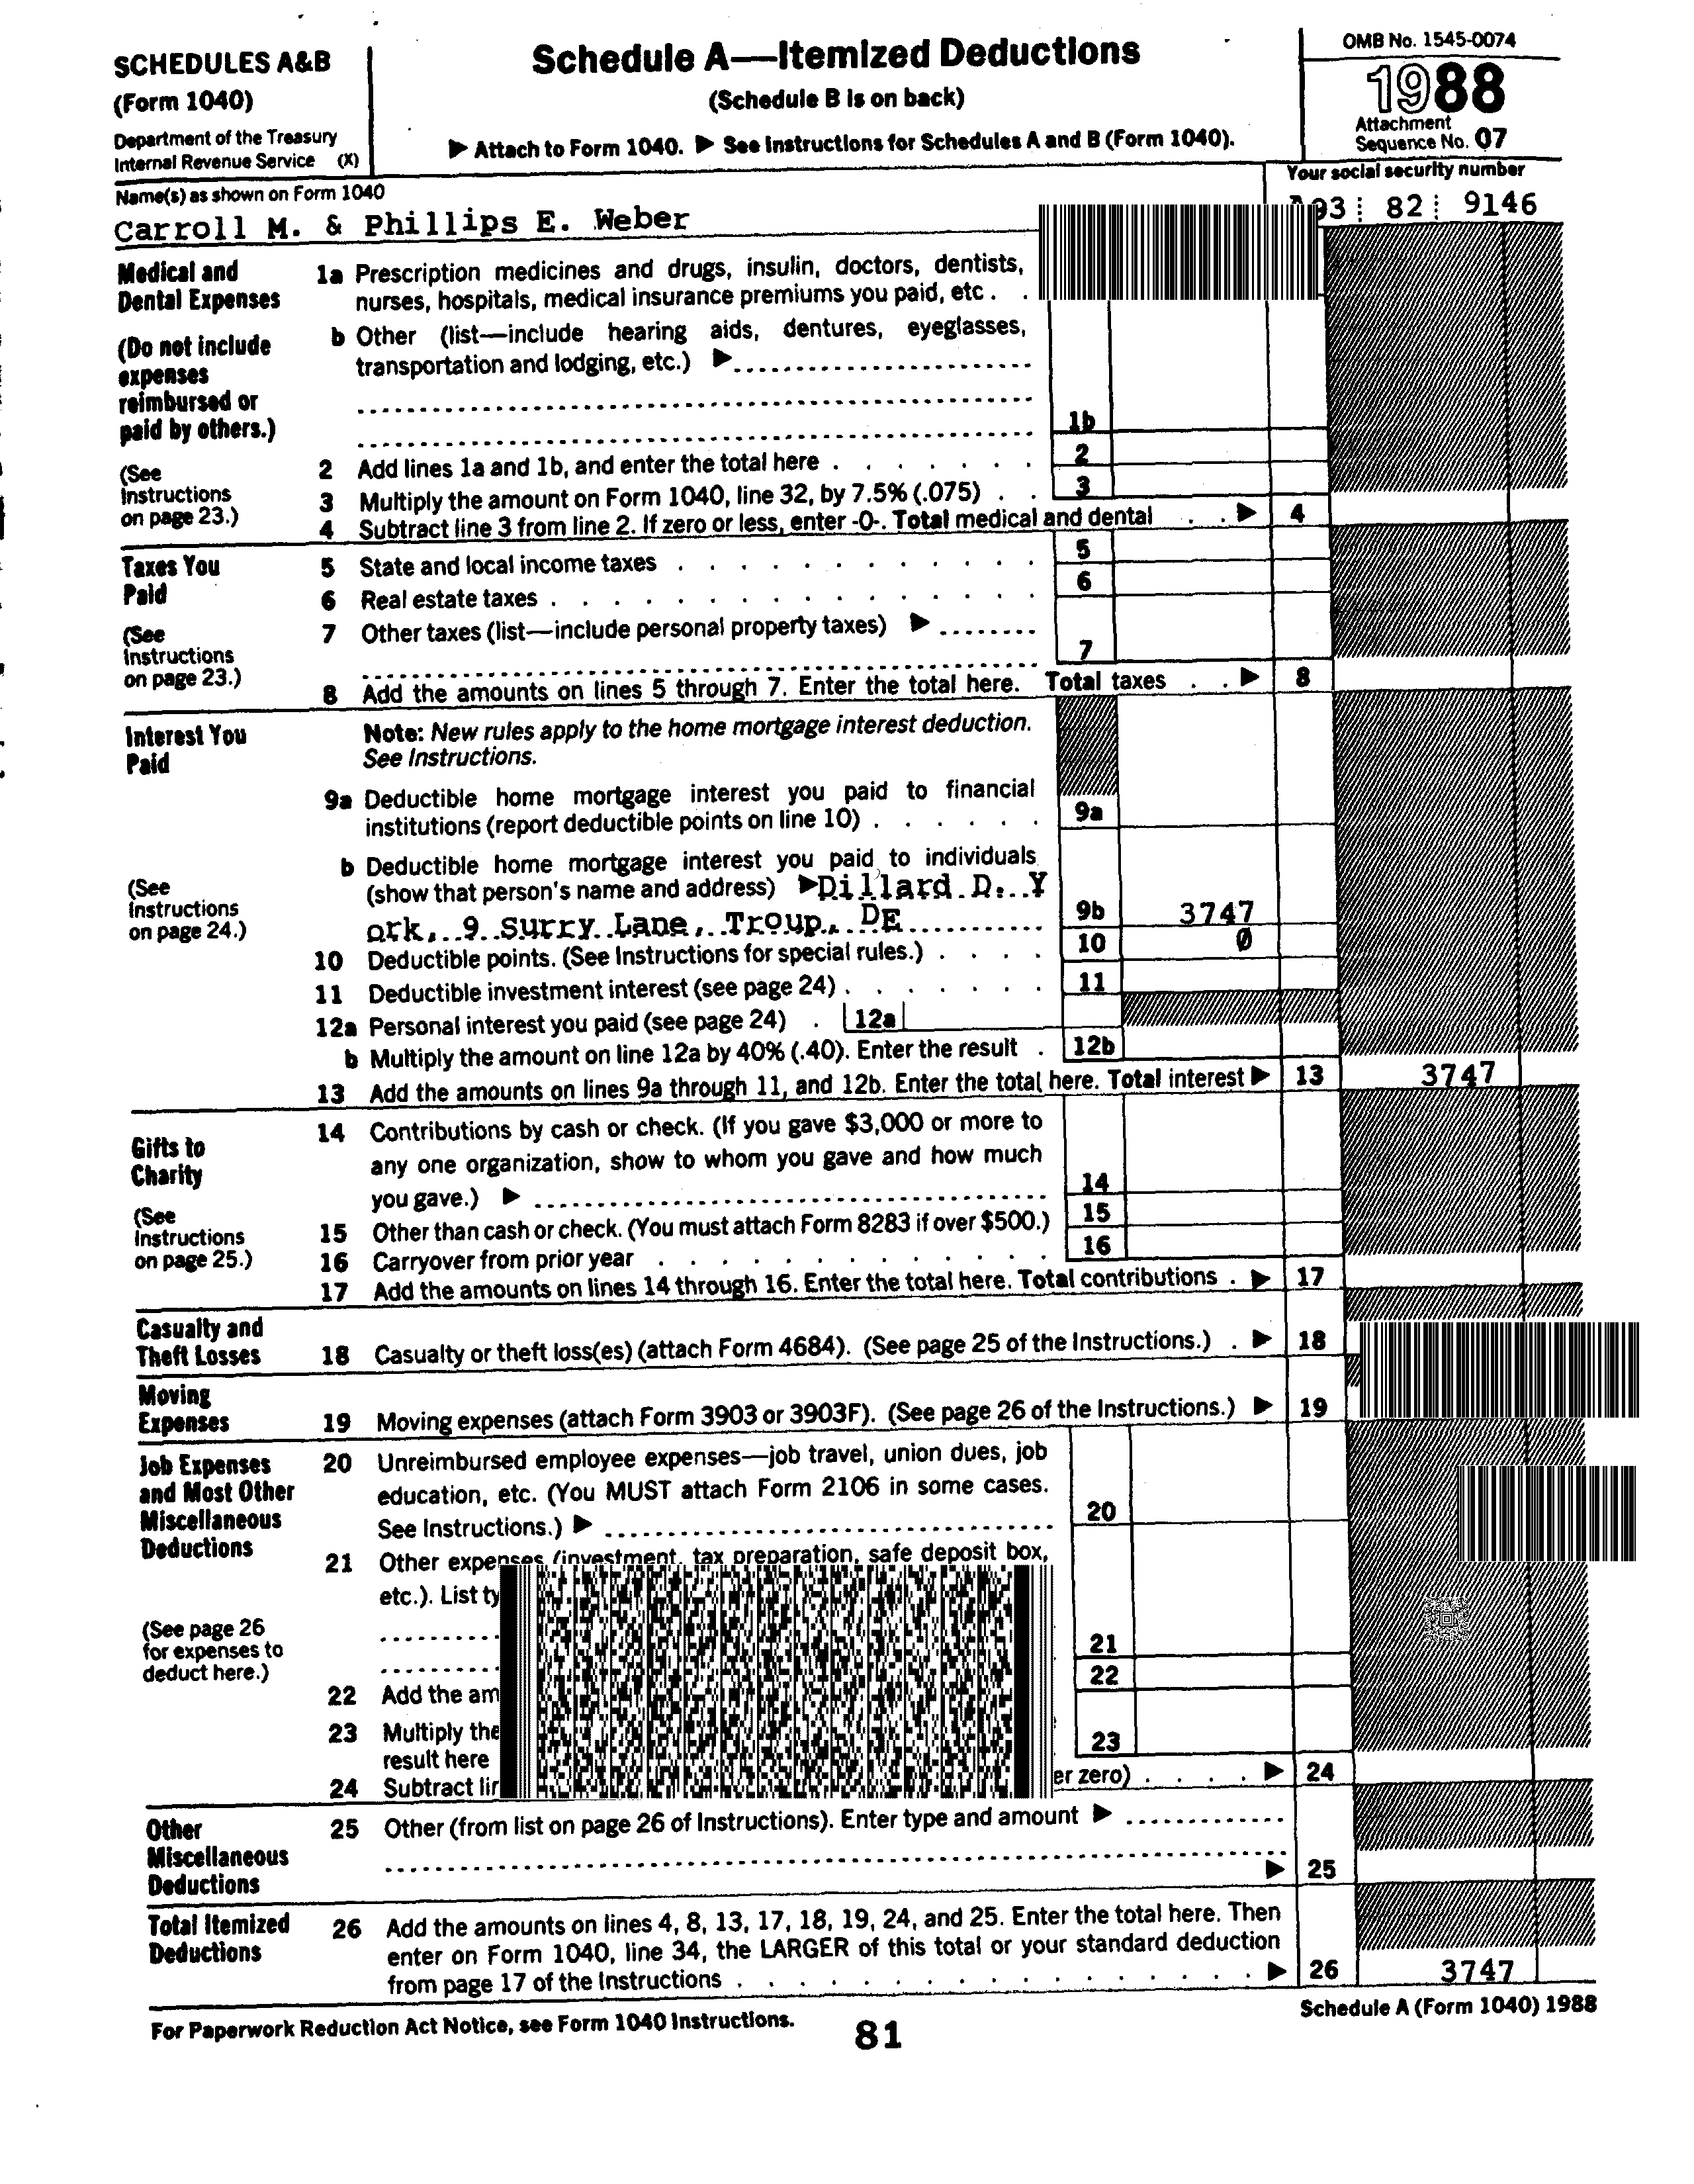 SCHEDULES A&B
(Form 1040)
Department of the Treasury
Internal Revenue Service (X)
Schedule A—Itemized Deductions
(Schedule B is on back)
▶ Attach to Form 1040. ▶ See Instructions for Schedules A and B (Form 1040).
OMB No. 1545-0074
1988
Attachment
Sequence No. 07
Name(s) as shown on Form 1040
Carroll M. & Phillips E. Weber
Your social security number
93 82 9146
Medical and
Dental Expenses
(Do not include
expenses
reimbursed or
paid by others.)
(See
Instructions
on page 23.)
1a Prescription medicines and drugs, insulin, doctors, dentists,
nurses, hospitals, medical insurance premiums you paid, etc . .
b Other (list—include hearing aids, dentures, eyeglasses,
transportation and lodging, etc.) ▶
1b
2 Add lines 1a and 1b, and enter the total here . . . . . . . 2
3 Multiply the amount on Form 1040, line 32, by 7.5% (.075) . . 3
4 Subtract line 3 from line 2. If zero or less, enter -0-. Total medical and dental . . ▶ 4
Taxes You
Paid
(See
Instructions
on page 23.)
5 State and local income taxes . . . . . . . . . . . . 5
6 Real estate taxes . . . . . . . . . . . . . . . . 6
7 Other taxes (list—include personal property taxes) ▶
7
8 Add the amounts on lines 5 through 7. Enter the total here. Total taxes . . ▶ 8
Interest You
Paid
(See
Instructions
on page 24.)
Note: New rules apply to the home mortgage interest deduction.
See Instructions.
9a Deductible home mortgage interest you paid to financial
institutions (report deductible points on line 10) . . . . . . 9a
b Deductible home mortgage interest you paid to individuals
(show that person's name and address) ▶Dillard D. Y
ork, 9 Surry Lane, Troup, DE 9b 3747
10 Deductible points. (See Instructions for special rules.) . . . . 10 0
11 Deductible investment interest (see page 24) . . . . . . . 11
12a Personal interest you paid (see page 24) . 12a
b Multiply the amount on line 12a by 40% (.40). Enter the result . 12b
13 Add the amounts on lines 9a through 11, and 12b. Enter the total here. Total interest ▶ 13 3747
Gifts to
Charity
(See
Instructions
on page 25.)
14 Contributions by cash or check. (If you gave $3,000 or more to
any one organization, show to whom you gave and how much
you gave.) ▶ 14
15 Other than cash or check. (You must attach Form 8283 if over $500.) 15
16 Carryover from prior year . . . . . . . . . . . . . 16
17 Add the amounts on lines 14 through 16. Enter the total here. Total contributions . ▶ 17
Casualty and
Theft Losses
18 Casualty or theft loss(es) (attach Form 4684). (See page 25 of the Instructions.) . ▶ 18
Moving
Expenses
19 Moving expenses (attach Form 3903 or 3903F). (See page 26 of the Instructions.) ▶ 19
Job Expenses
and Most Other
Miscellaneous
Deductions
(See page 26
for expenses to
deduct here.)
20 Unreimbursed employee expenses—job travel, union dues, job
education, etc. (You MUST attach Form 2106 in some cases.
See Instructions.) ▶ 20
21 Other expenses (investment, tax preparation, safe deposit box,
etc.). List ty
21
22 Add the am 22
23 Multiply the
result here 23
24 Subtract lin er zero) . . . . ▶ 24
Other
Miscellaneous
Deductions
25 Other (from list on page 26 of Instructions). Enter type and amount ▶
▶ 25
Total Itemized
Deductions
26 Add the amounts on lines 4, 8, 13, 17, 18, 19, 24, and 25. Enter the total here. Then
enter on Form 1040, line 34, the LARGER of this total or your standard deduction
from page 17 of the Instructions . . . . . . . . . . . . . . . . ▶ 26 3747
For Paperwork Reduction Act Notice, see Form 1040 Instructions.
81
Schedule A (Form 1040) 1988